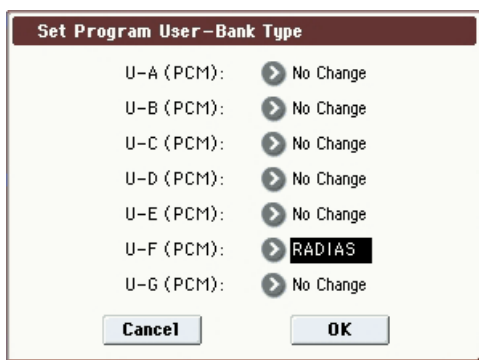 Set Program User-Bank Type
U-A (PCM): No Change
U-B (PCM): No Change
U-C (PCM): No Change
U-D (PCM): No Change
U-E (PCM): No Change
U-F (PCM): RADIAS
U-G (PCM): No Change
Cancel OK